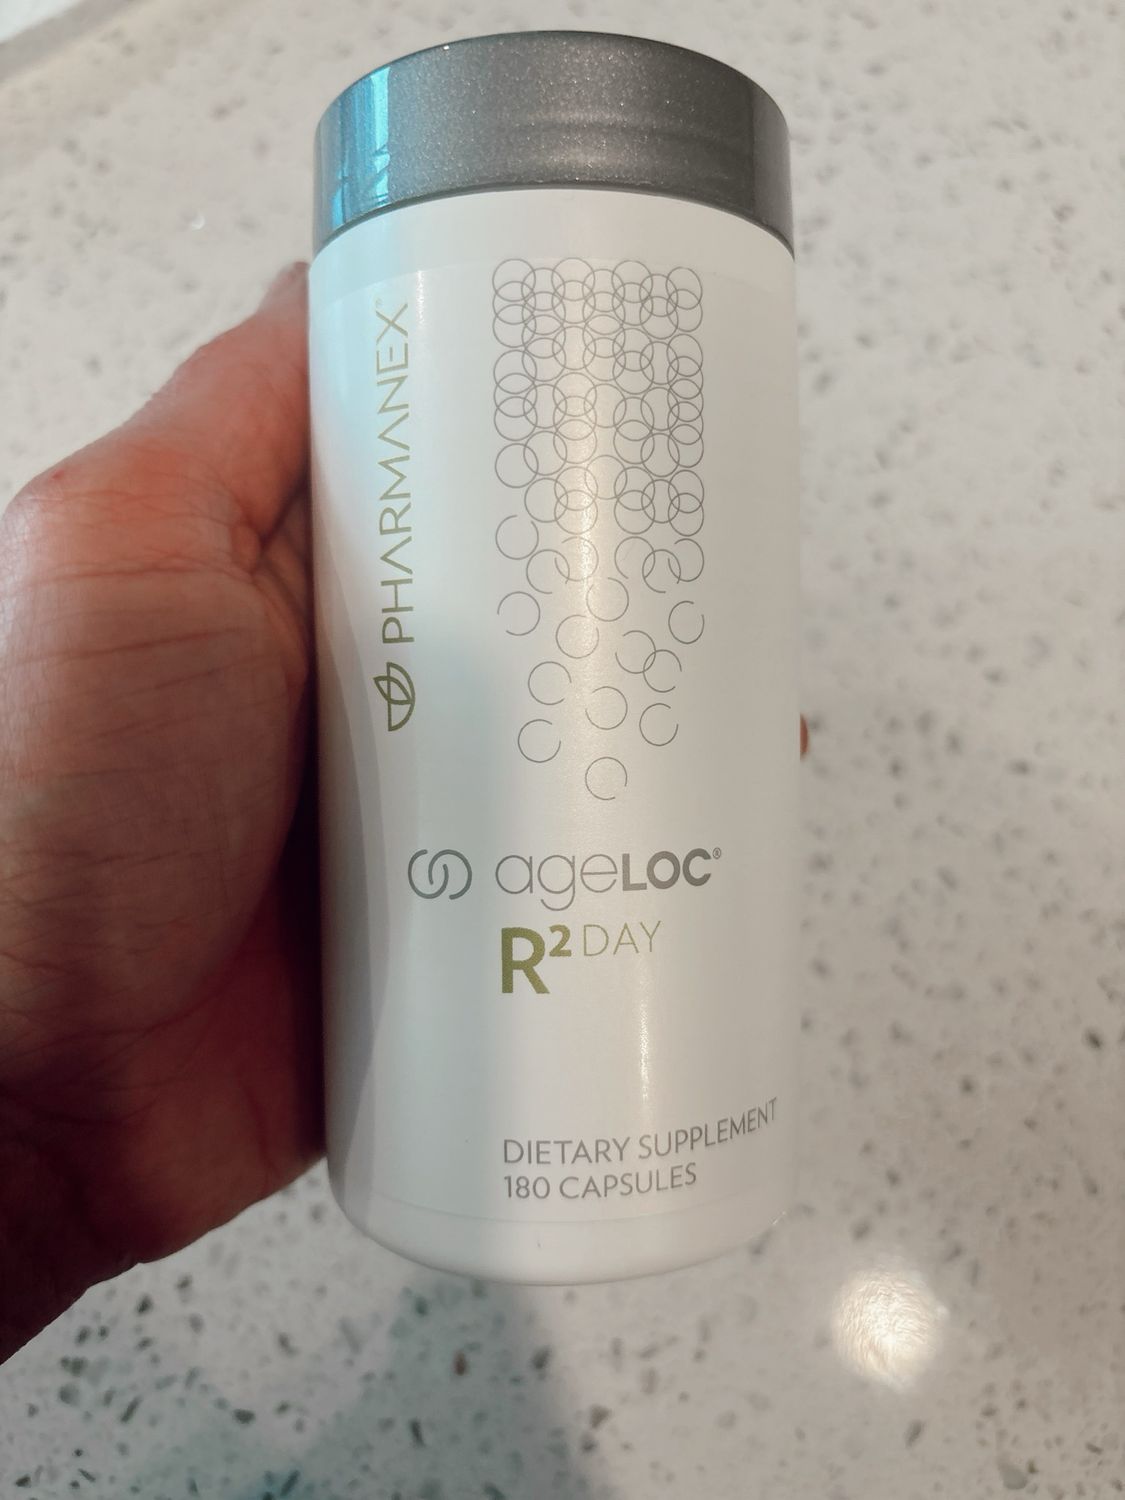 PHARMANEX®
ageLOC®
R² DAY
DIETARY SUPPLEMENT
180 CAPSULES